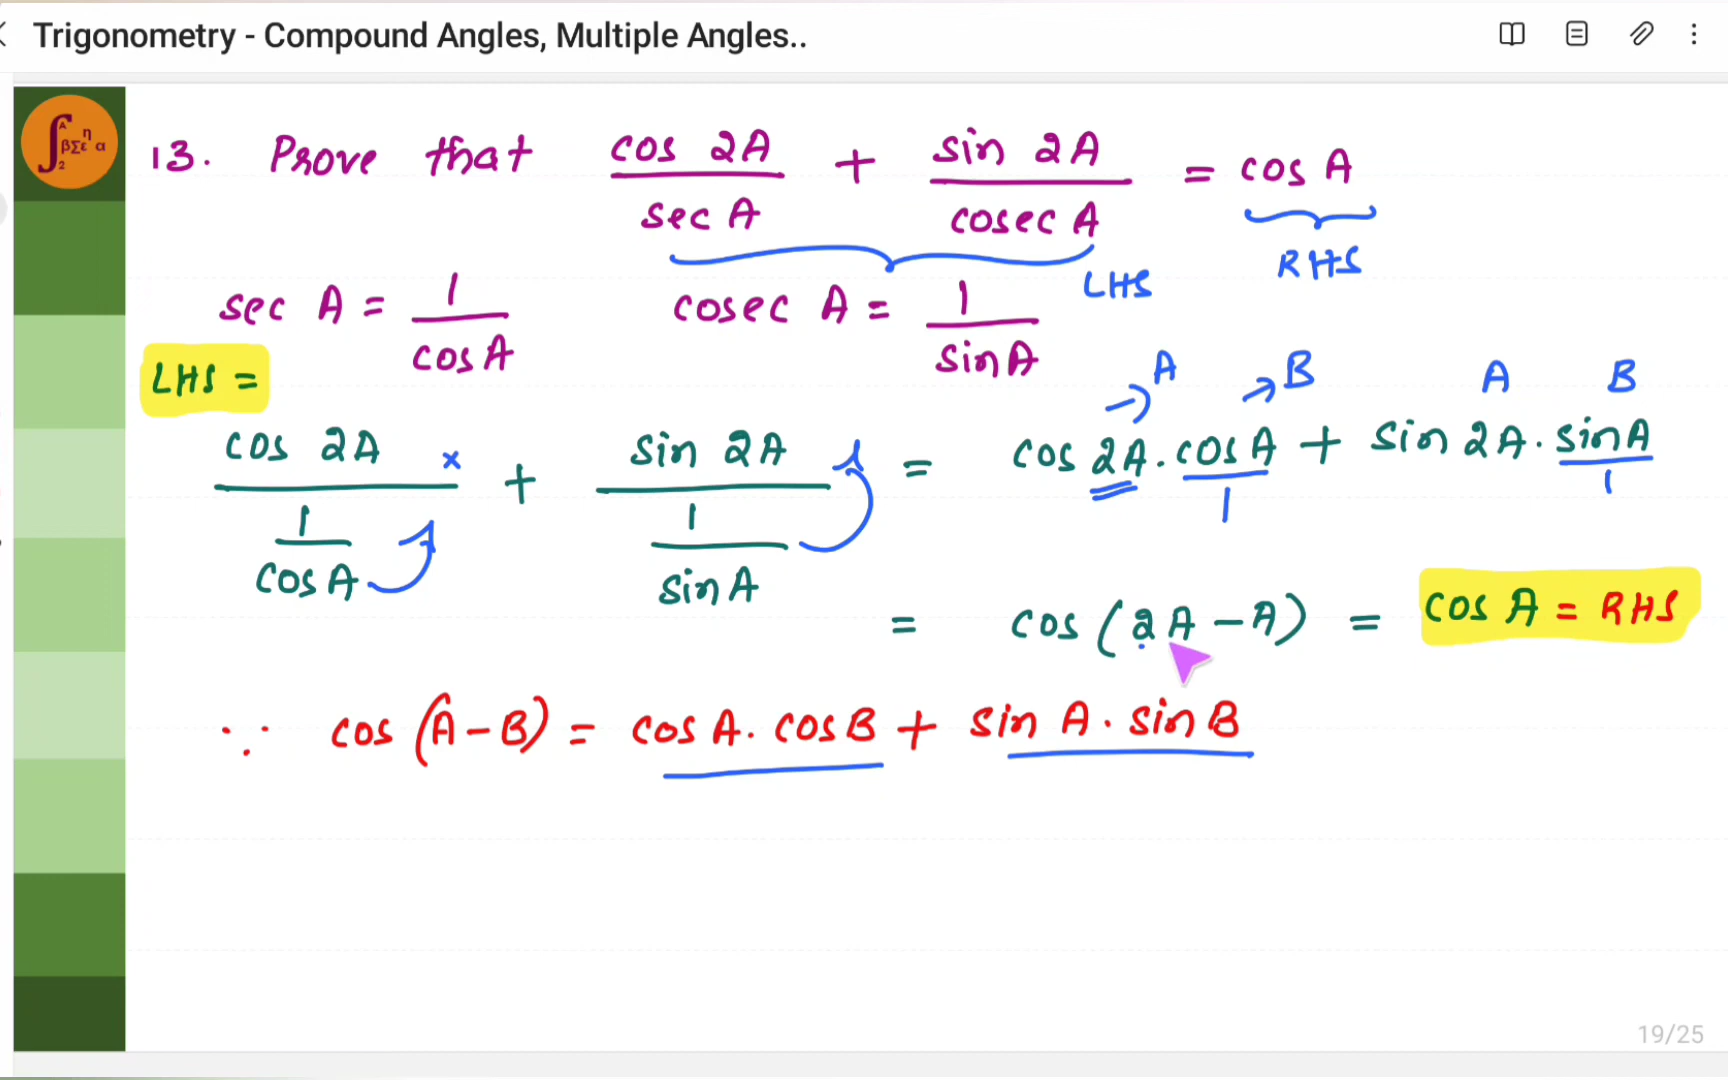 Trigonometry - Compound Angles, Multiple Angles..
13. Prove that cos 2A / sec A + sin 2A / cosec A = cos A
LHS RHS
sec A = 1 / cos A cosec A = 1 / sin A
LHS =
A B A B
cos 2A / (1 / cos A) × + sin 2A / (1 / sin A) = cos 2A . cos A / 1 + sin 2A . sin A / 1
= cos (2A - A) = cos A = RHS
∵ cos (A - B) = cos A . cos B + sin A . sin B
19/25